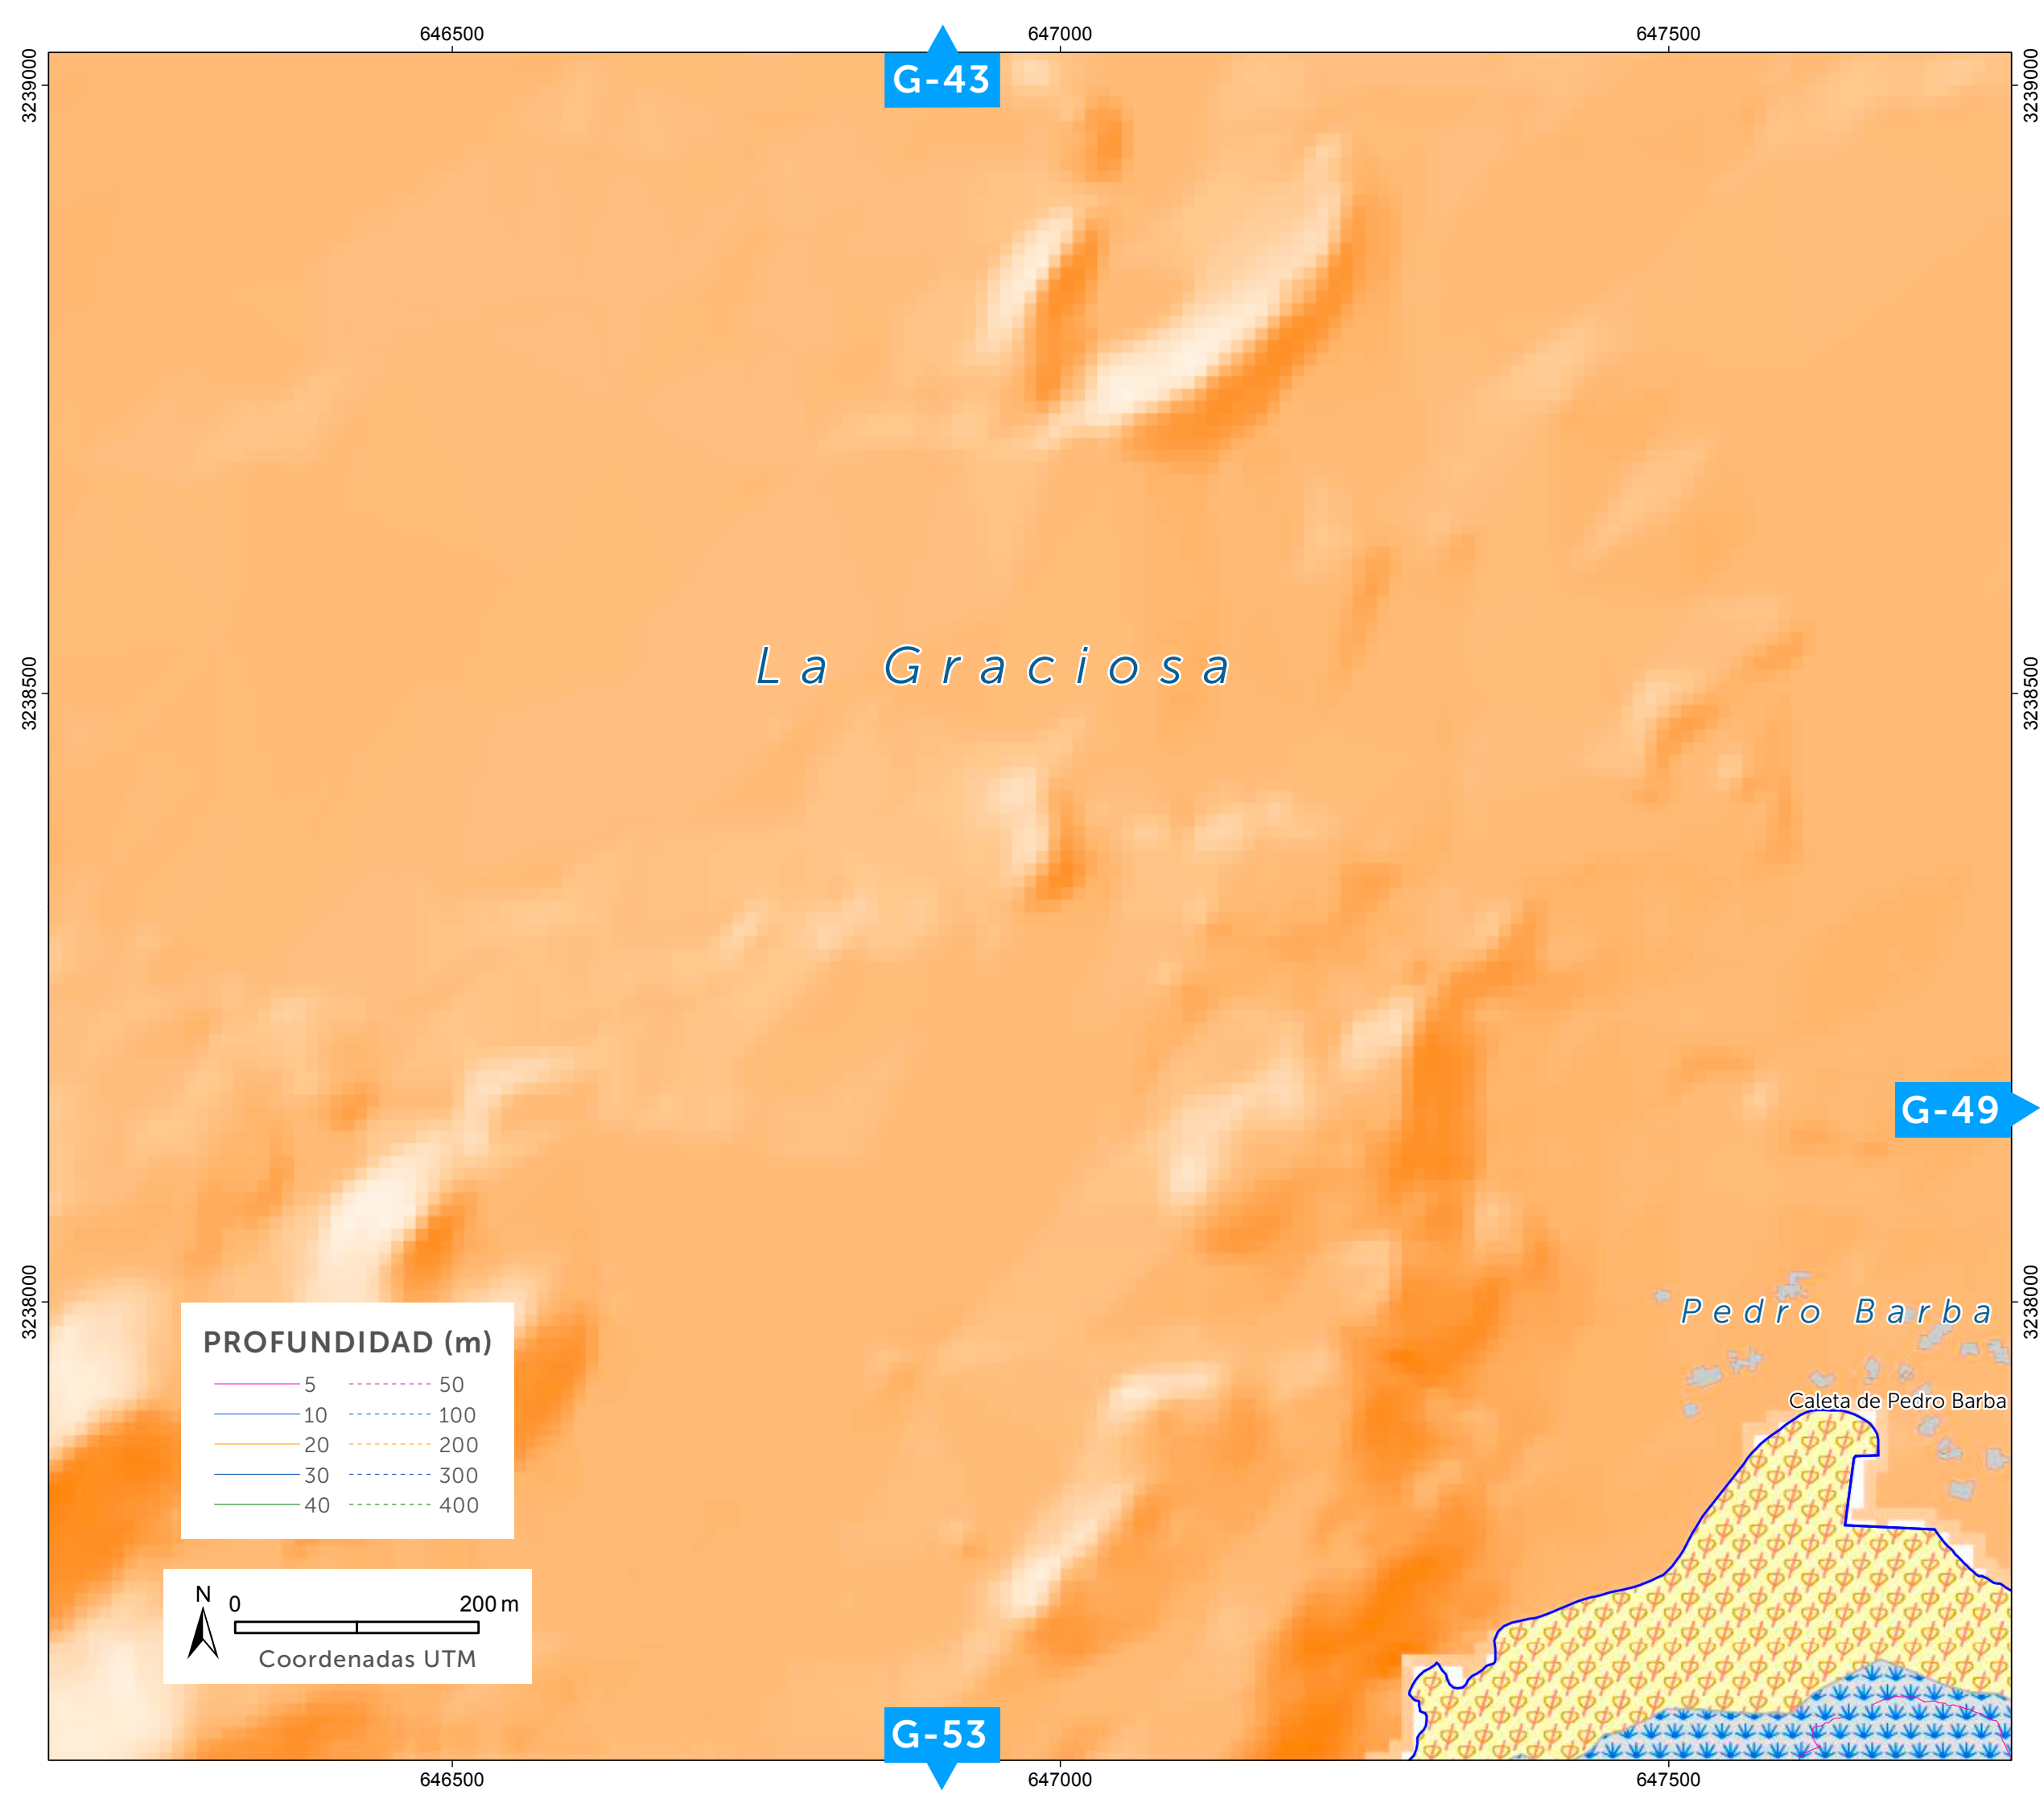 646500 647000 647500
3239000 3239000
G-43
La Graciosa
3238500 3238500
G-49
3238000 3238000
Pedro Barba
Caleta de Pedro Barba
PROFUNDIDAD (m)
5 50
10 100
20 200
30 300
40 400
N 0 200 m
Coordenadas UTM
G-53
646500 647000 647500